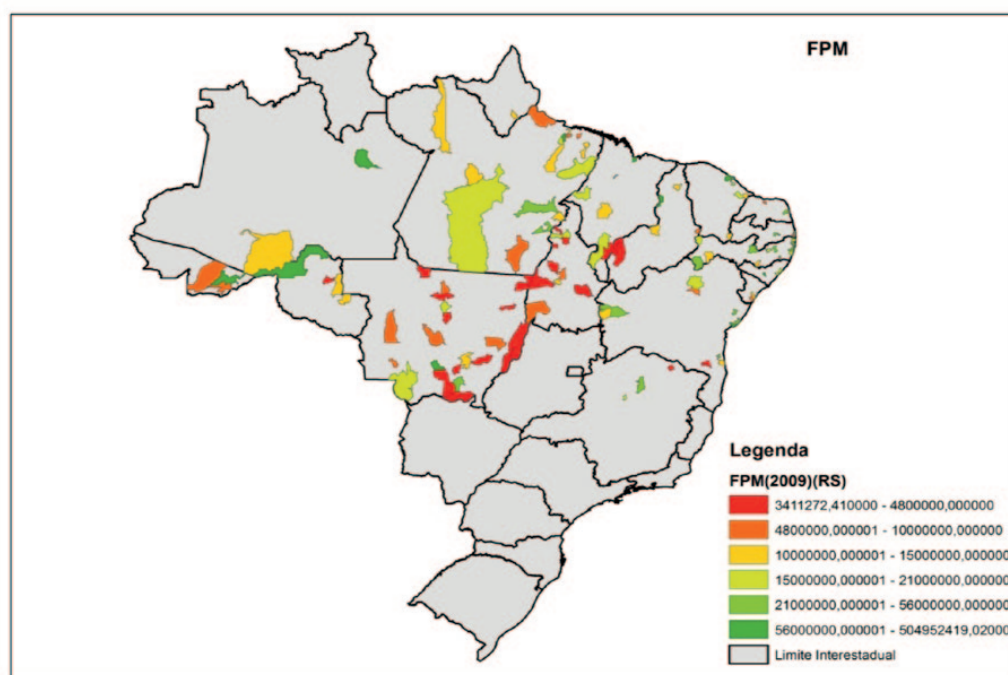 FPM
Legenda
FPM(2009)(RS)
3411272,410000 - 4800000,000000
4800000,000001 - 10000000,000000
10000000,000001 - 15000000,000000
15000000,000001 - 21000000,000000
21000000,000001 - 56000000,000000
56000000,000001 - 504952419,02000
Limite Interestadual